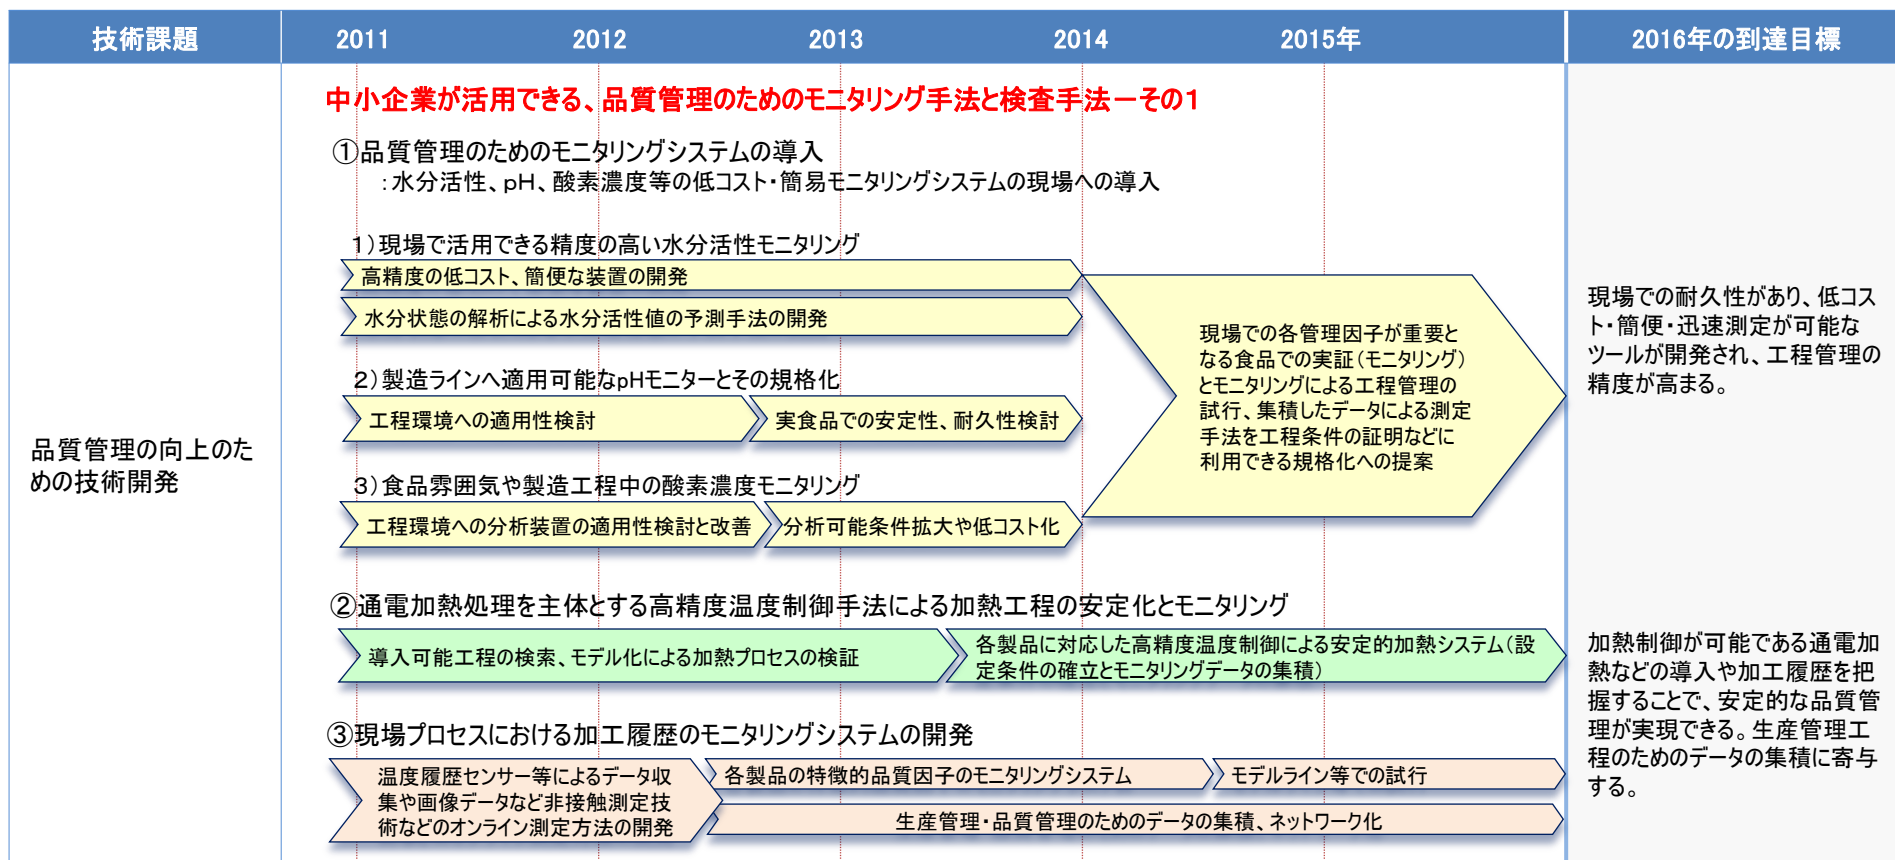 技術課題
2011
2012
2013
2014
2015年
2016年の到達目標
品質管理の向上のた
めの技術開発
中小企業が活用できる、品質管理のためのモニタリング手法と検査手法－その１
①品質管理のためのモニタリングシステムの導入
：水分活性、ｐＨ、酸素濃度等の低コスト・簡易モニタリングシステムの現場への導入
１）現場で活用できる精度の高い水分活性モニタリング
高精度の低コスト、簡便な装置の開発
水分状態の解析による水分活性値の予測手法の開発
２）製造ラインへ適用可能なpHモニターとその規格化
工程環境への適用性検討
実食品での安定性、耐久性検討
３）食品雰囲気や製造工程中の酸素濃度モニタリング
工程環境への分析装置の適用性検討と改善
分析可能条件拡大や低コスト化
現場での各管理因子が重要と
なる食品での実証（モニタリング）
とモニタリングによる工程管理の
試行、集積したデータによる測定
手法を工程条件の証明などに
利用できる規格化への提案
現場での耐久性があり、低コス
ト・簡便・迅速測定が可能な
ツールが開発され、工程管理の
精度が高まる。
②通電加熱処理を主体とする高精度温度制御手法による加熱工程の安定化とモニタリング
導入可能工程の検索、モデル化による加熱プロセスの検証
各製品に対応した高精度温度制御による安定的加熱システム（設
定条件の確立とモニタリングデータの集積）
③現場プロセスにおける加工履歴のモニタリングシステムの開発
温度履歴センサー等によるデータ収
集や画像データなど非接触測定技
術などのオンライン測定方法の開発
各製品の特徴的品質因子のモニタリングシステム
モデルライン等での試行
生産管理・品質管理のためのデータの集積、ネットワーク化
加熱制御が可能である通電加
熱などの導入や加工履歴を把
握することで、安定的な品質管
理が実現できる。生産管理工
程のためのデータの集積に寄与
する。